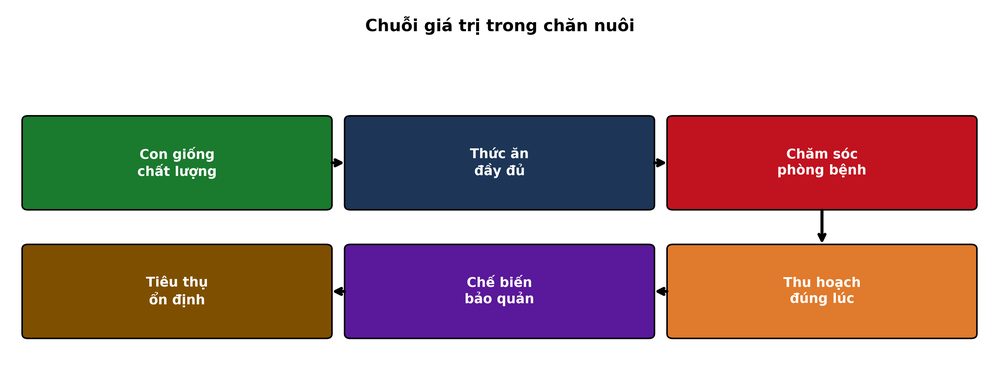 Chuỗi giá trị trong chăn nuôi
Con giống
chất lượng
Thức ăn
đầy đủ
Chăm sóc
phòng bệnh
Thu hoạch
đúng lúc
Chế biến
bảo quản
Tiêu thụ
ổn định